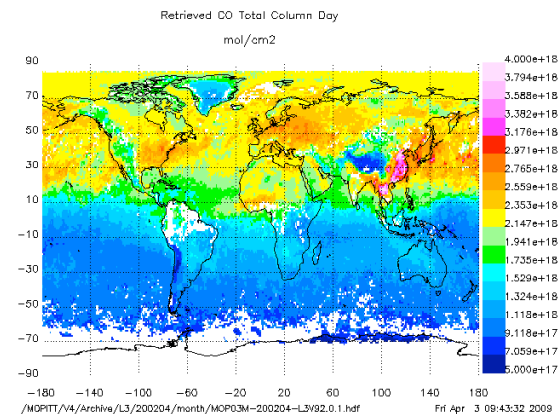 Retrieved CO Total Column Day
mol/cm2
90
70
50
30
10
−10
−30
−50
−70
−90
−180 −140 −100 −60 −20 20 60 100 140 180
4.000e+18
3.794e+18
3.588e+18
3.382e+18
3.176e+18
2.971e+18
2.765e+18
2.559e+18
2.353e+18
2.147e+18
1.941e+18
1.735e+18
1.529e+18
1.324e+18
1.118e+18
9.118e+17
7.059e+17
5.000e+17
/MOPITT/V4/Archive/L3/200204/month/MOP03M−200204−L3V92.0.1.hdf Fri Apr 3 09:43:32 2009